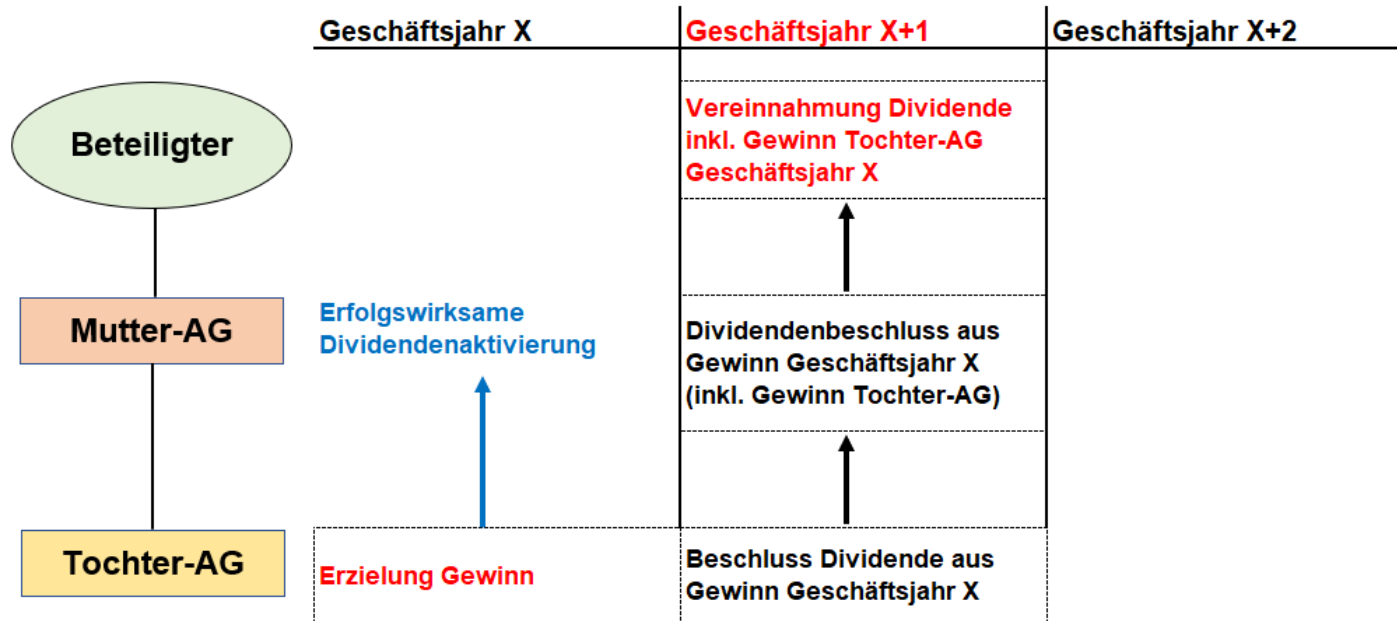 Geschäftsjahr X
Geschäftsjahr X+1
Geschäftsjahr X+2
Beteiligter
Vereinnahmung Dividende
inkl. Gewinn Tochter-AG
Geschäftsjahr X
Mutter-AG
Erfolgswirksame
Dividendenaktivierung
Dividendenbeschluss aus
Gewinn Geschäftsjahr X
(inkl. Gewinn Tochter-AG)
Tochter-AG
Erzielung Gewinn
Beschluss Dividende aus
Gewinn Geschäftsjahr X